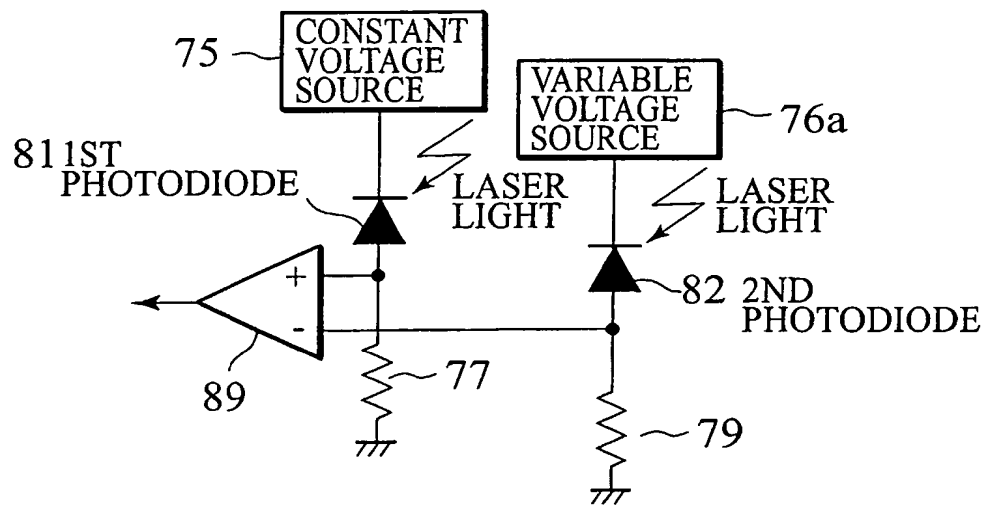 75
CONSTANT
VOLTAGE
SOURCE
VARIABLE
VOLTAGE
SOURCE
76a
81 1ST
PHOTODIODE
LASER
LIGHT
LASER
LIGHT
+
-
82 2ND
PHOTODIODE
89
77
79